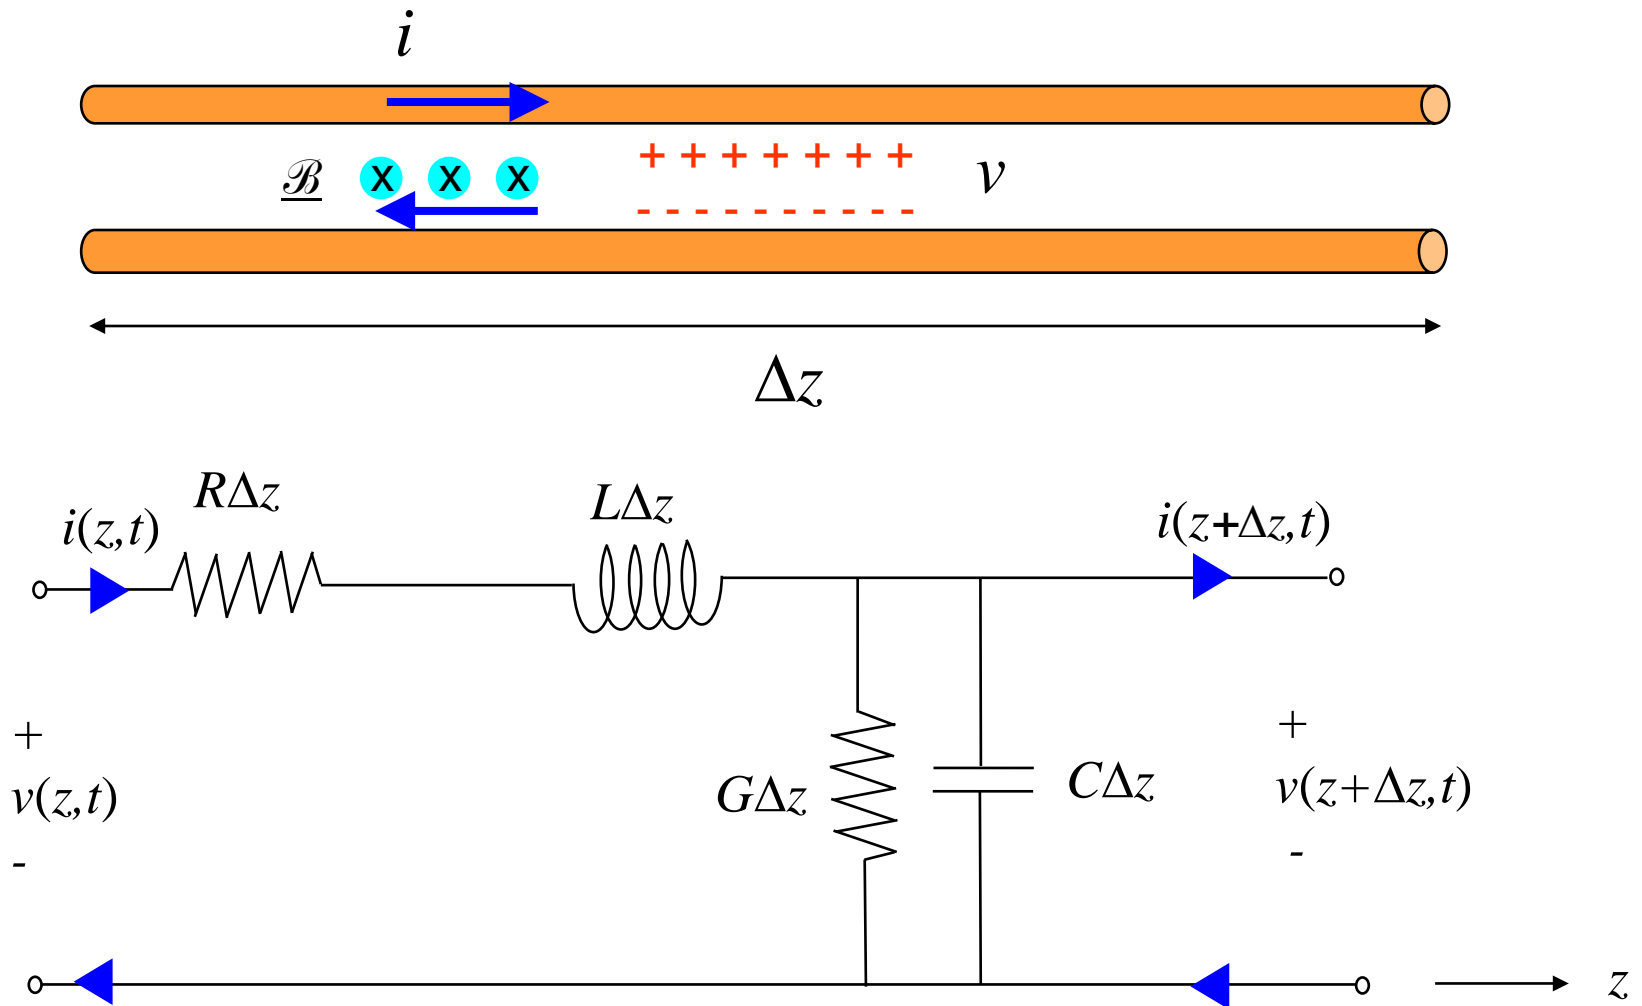 i
ℬ X X X
+ + + + + + +
v
- - - - - - - - - -
Δz
RΔz
LΔz
i(z,t)
i(z+Δz,t)
+
v(z,t)
-
GΔz
CΔz
+
v(z+Δz,t)
-
z